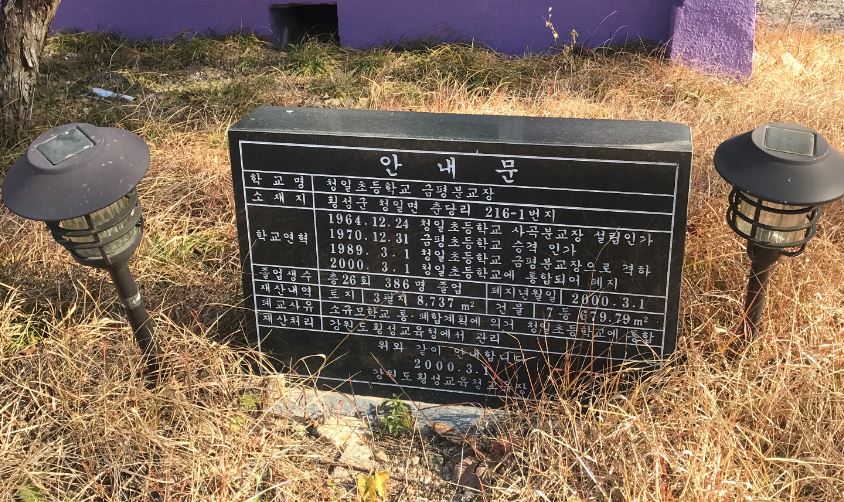 안 내 문
학 교 명 청일초등학교 금평분교장
소 재 지 횡성군 청일면 춘당리 216-1번지
학교연혁 1964.12.24 청일초등학교 사곡분교장 설립인가
1970.12.31 금평초등학교 승격 인가
1989. 3. 1 청일초등학교 금평분교장으로 격하
2000. 3. 1 청일초등학교에 통합되어 폐지
졸업생수 총26회 386명 졸업 폐지년월일 2000.3.1
재산내역 토지 3필지 8,737 m² 건물 7동 679.79m²
폐교사유 소규모학교 통·폐합계획에 의거 청일초등학교에 통합
재산처리 강원도횡성교육청에서 관리
위와 같이 안내합니다
2000. 3. 1
강원도횡성교육청교육장